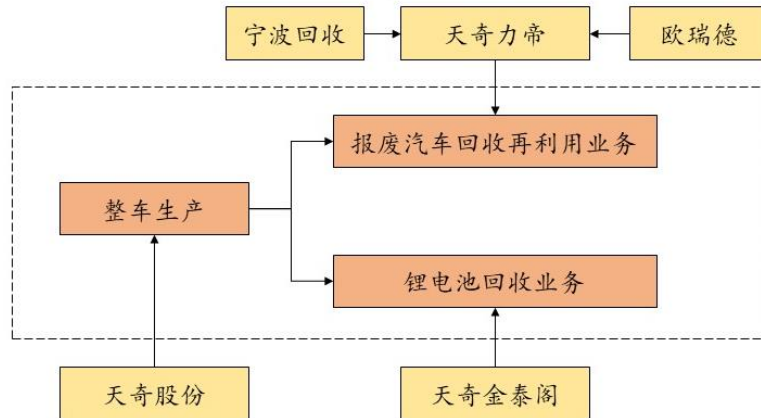 宁波回收
天奇力帝
欧瑞德
报废汽车回收再利用业务
整车生产
锂电池回收业务
天奇股份
天奇金泰阁